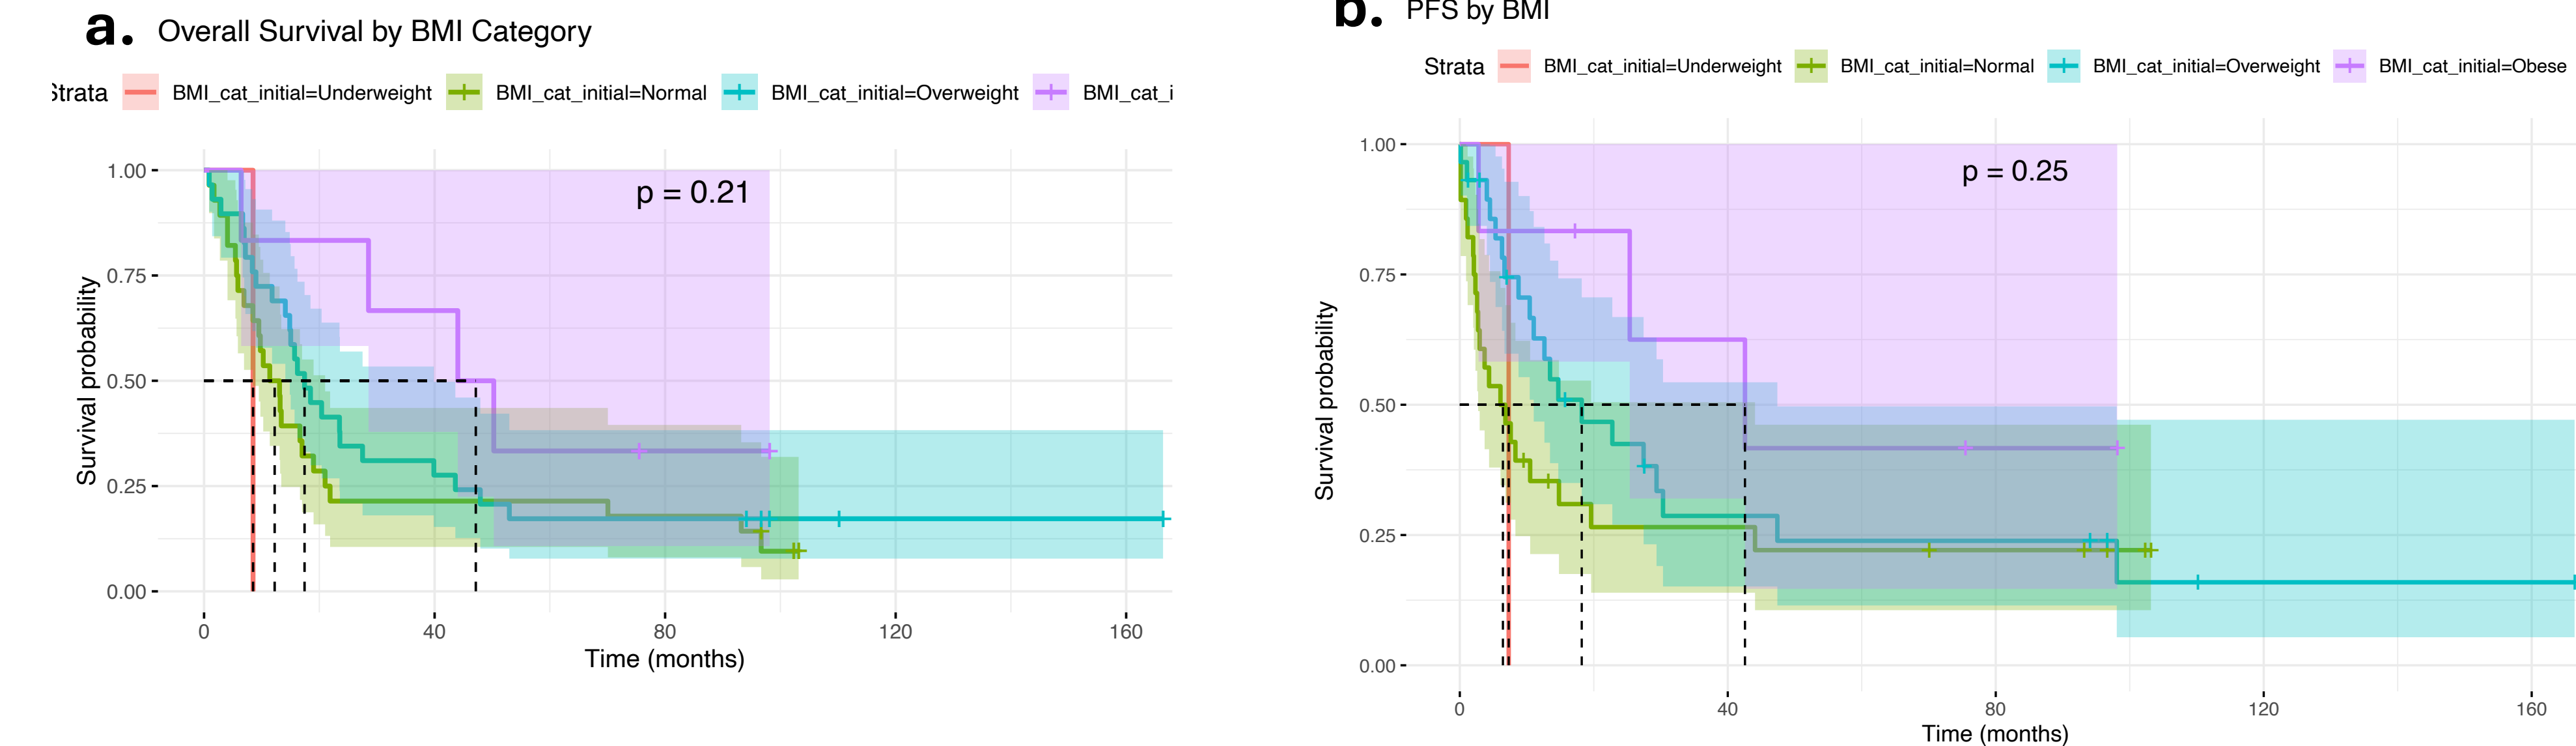 a. Overall Survival by BMI Category
Strata BMI_cat_initial=Underweight BMI_cat_initial=Normal BMI_cat_initial=Overweight BMI_cat_i
p = 0.21
Survival probability
1.00
0.75
0.50
0.25
0.00
0 40 80 120 160
Time (months)
b. PFS by BMI
Strata BMI_cat_initial=Underweight BMI_cat_initial=Normal BMI_cat_initial=Overweight BMI_cat_initial=Obese
p = 0.25
Survival probability
1.00
0.75
0.50
0.25
0.00
0 40 80 120 160
Time (months)